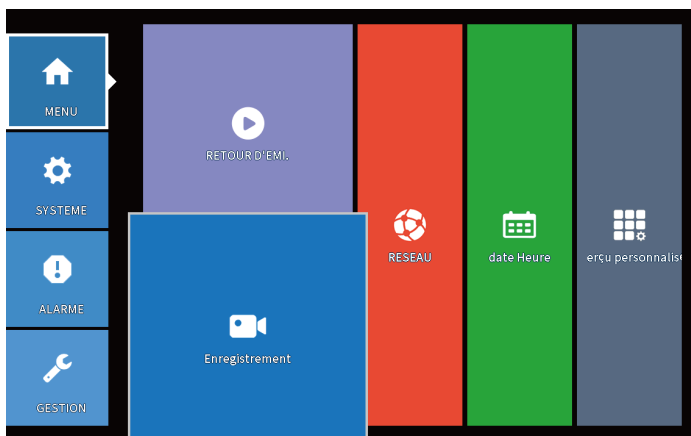 MENU
SYSTEME
ALARME
GESTION
RETOUR D'EMI.
Enregistrement
RESEAU
date Heure
erçu personnalis